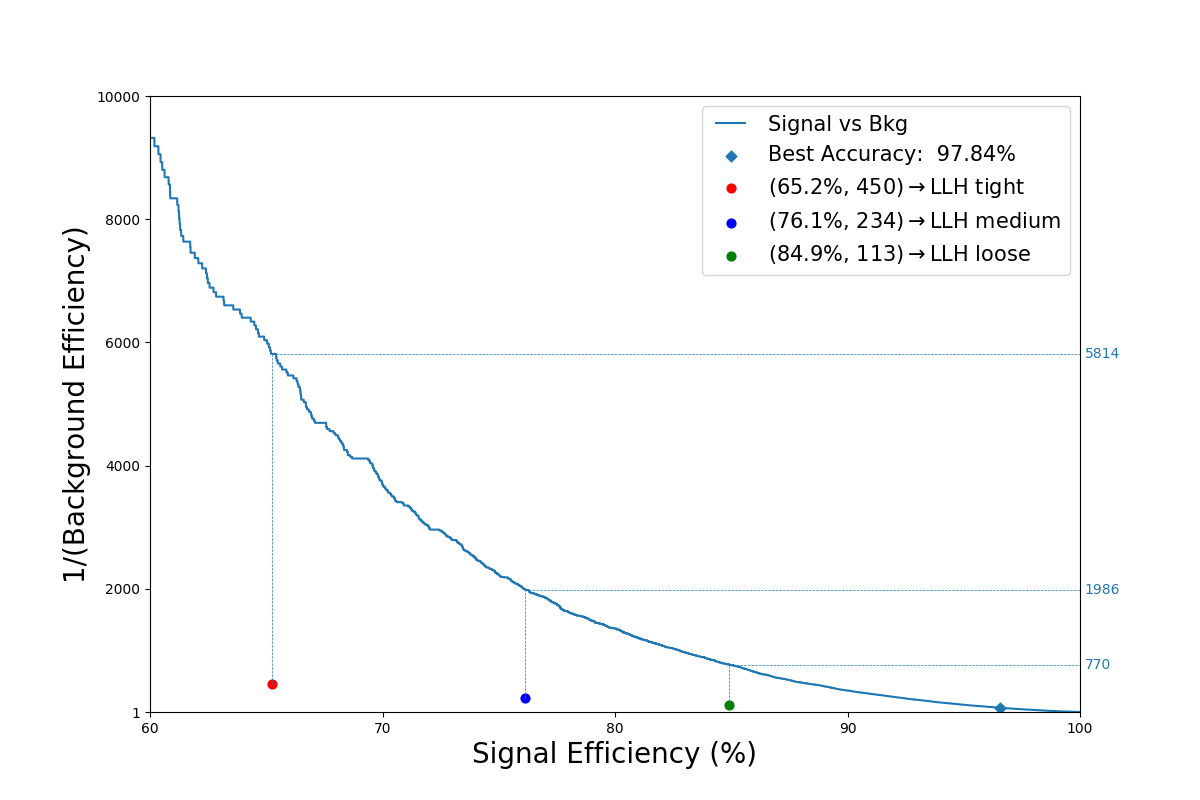 10000
8000
6000
4000
2000
1
60
70
80
90
100
1/(Background Efficiency)
Signal Efficiency (%)
Signal vs Bkg
Best Accuracy:  97.84%
(65.2%, 450)→LLH tight
(76.1%, 234)→LLH medium
(84.9%, 113)→LLH loose
5814
1986
770